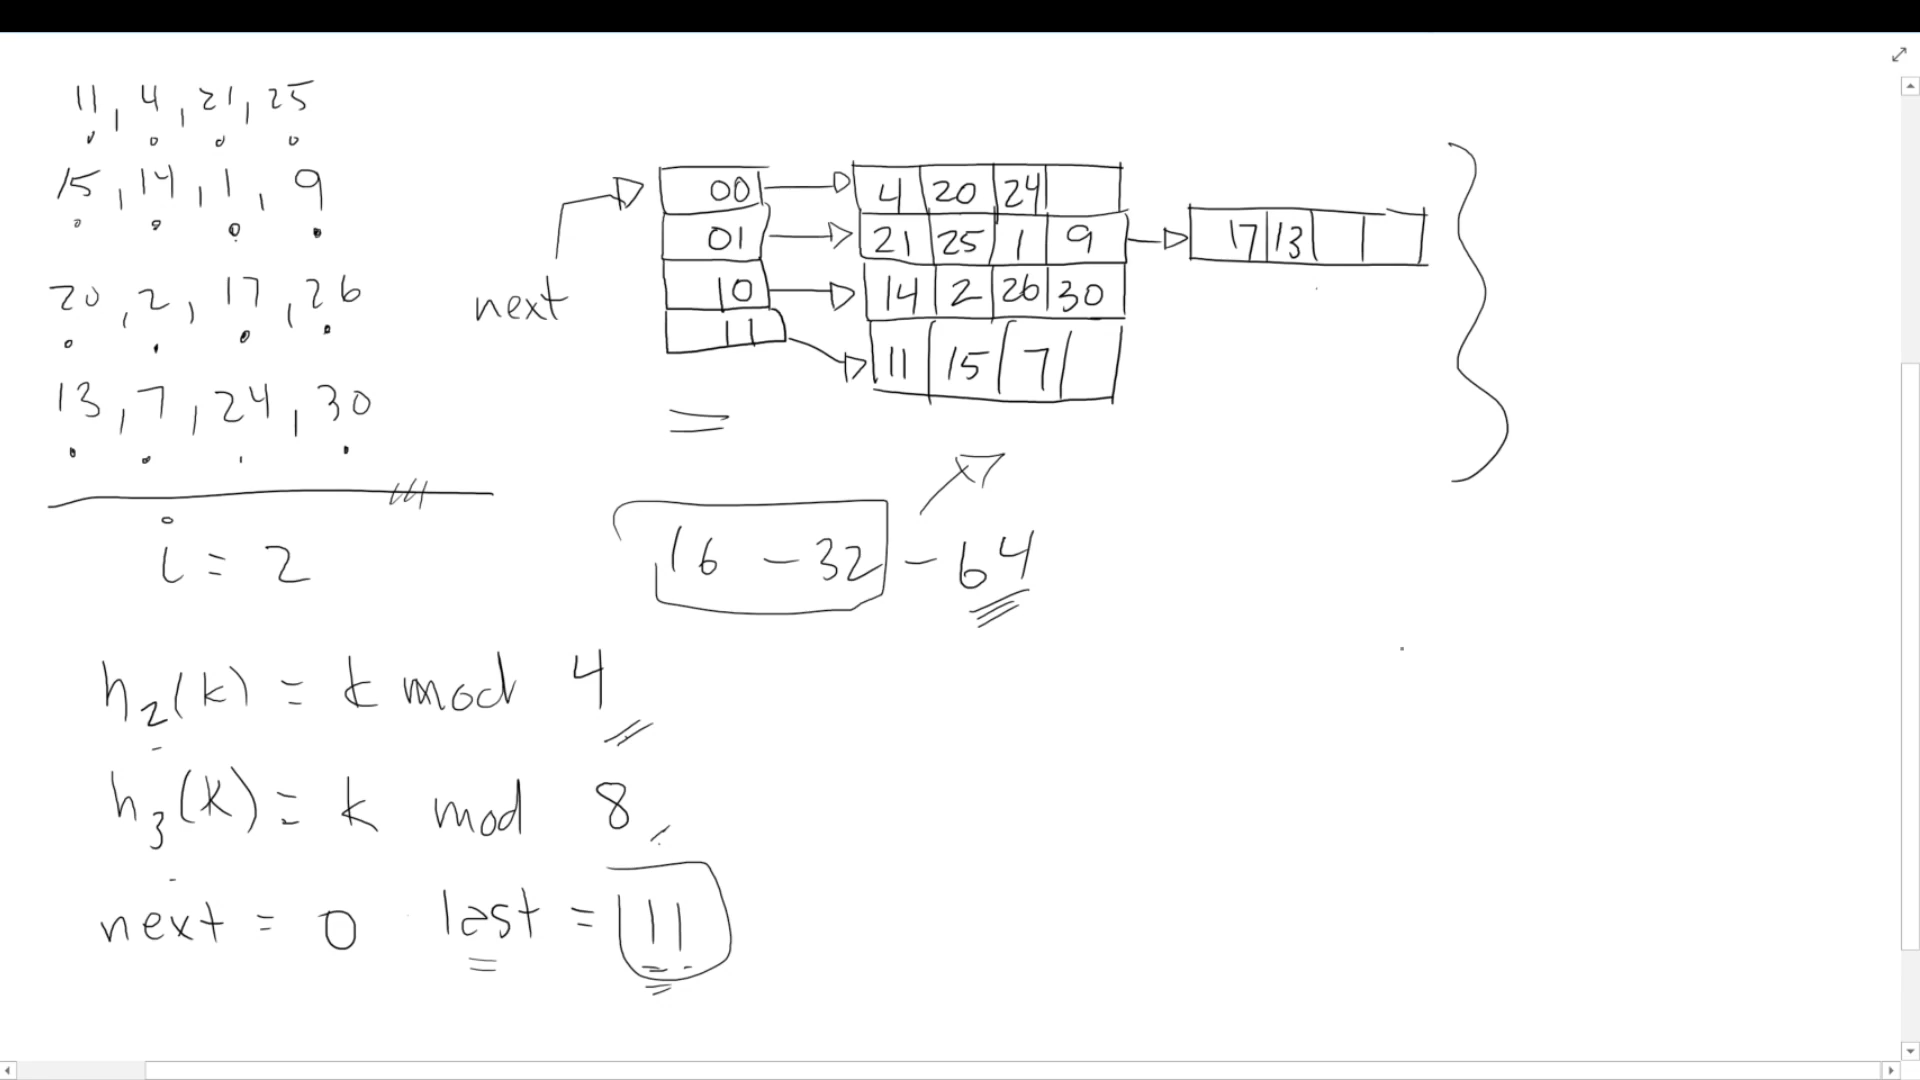 11, 4, 21, 25
15, 14, 1, 9
20, 2, 17, 26
13, 7, 24, 30
i = 2
h2(k) = k mod 4
h3(k) = k mod 8
next = 0 last = 11
next
00 4 20 24
01 21 25 1 9 17 13
10 14 2 26 30
11 11 15 7
16 - 32 - 64